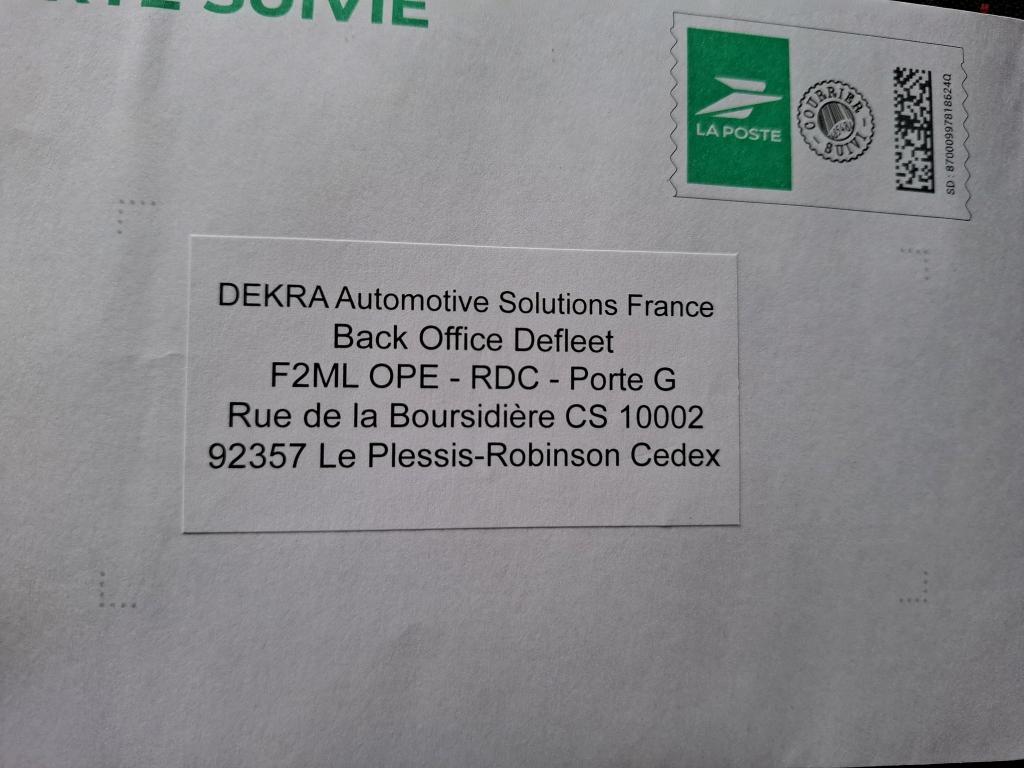 SUIVIE
LA POSTE
COURRIER
SUIVI
SD : 87000997818624Q
DEKRA Automotive Solutions France
Back Office Defleet
F2ML OPE - RDC - Porte G
Rue de la Boursidière CS 10002
92357 Le Plessis-Robinson Cedex